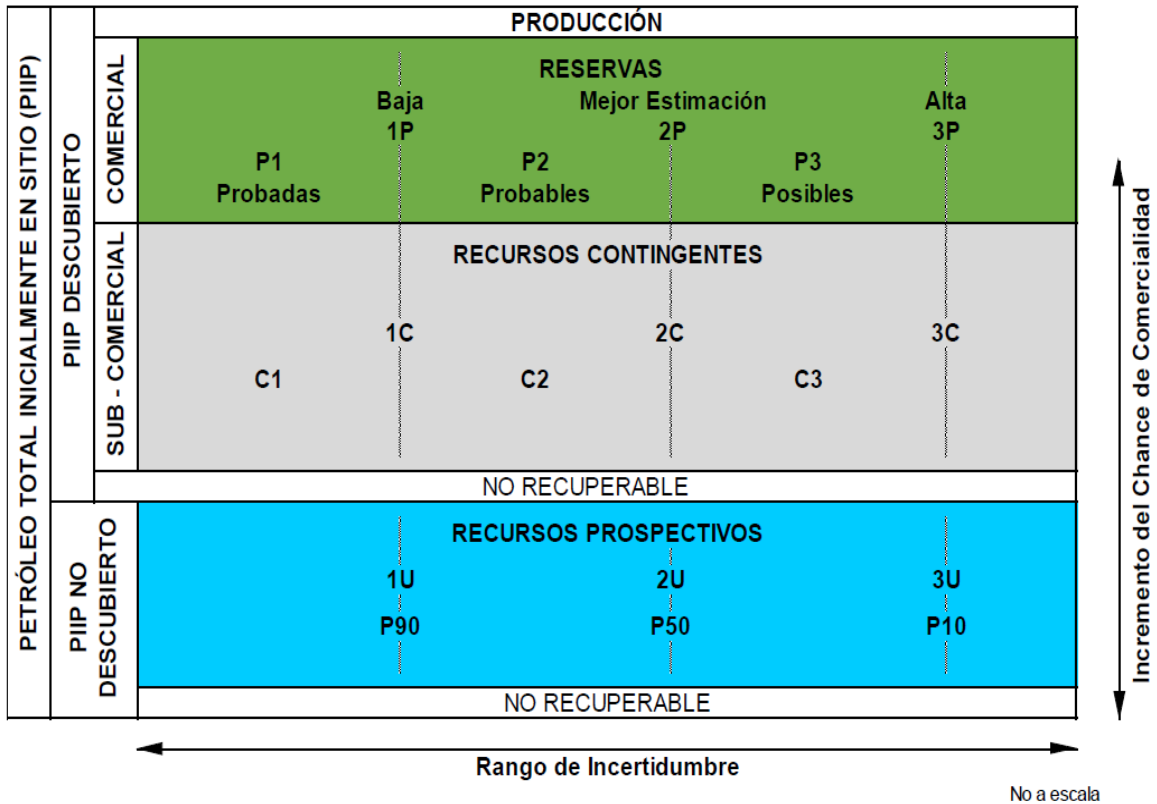 PETRÓLEO TOTAL INICIALMENTE EN SITIO (PIIP)
PIIP DESCUBIERTO
COMERCIAL
PRODUCCIÓN
RESERVAS
Baja Mejor Estimación Alta
1P 2P 3P
P1 P2 P3
Probadas Probables Posibles
SUB - COMERCIAL
RECURSOS CONTINGENTES
1C 2C 3C
C1 C2 C3
NO RECUPERABLE
PIIP NO
DESCUBIERTO
RECURSOS PROSPECTIVOS
1U 2U 3U
P90 P50 P10
NO RECUPERABLE
Incremento del Chance de Comercialidad
Rango de Incertidumbre
No a escala